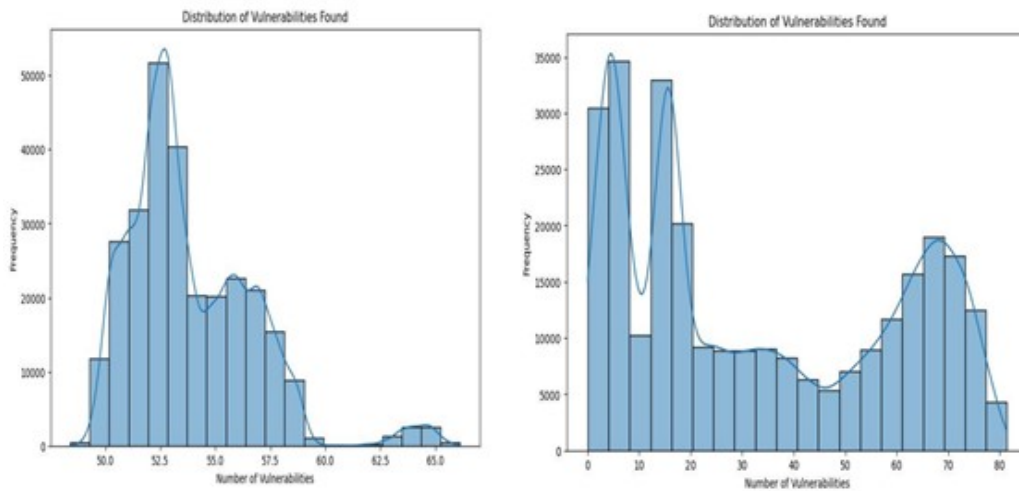 Distribution of Vulnerabilities Found
Frequency
50000
40000
30000
20000
10000
0
50.0 52.5 55.0 57.5 60.0 62.5 65.0
Number of Vulnerabilities
Distribution of Vulnerabilities Found
Frequency
35000
30000
25000
20000
15000
10000
5000
0
0 10 20 30 40 50 60 70 80
Number of Vulnerabilities